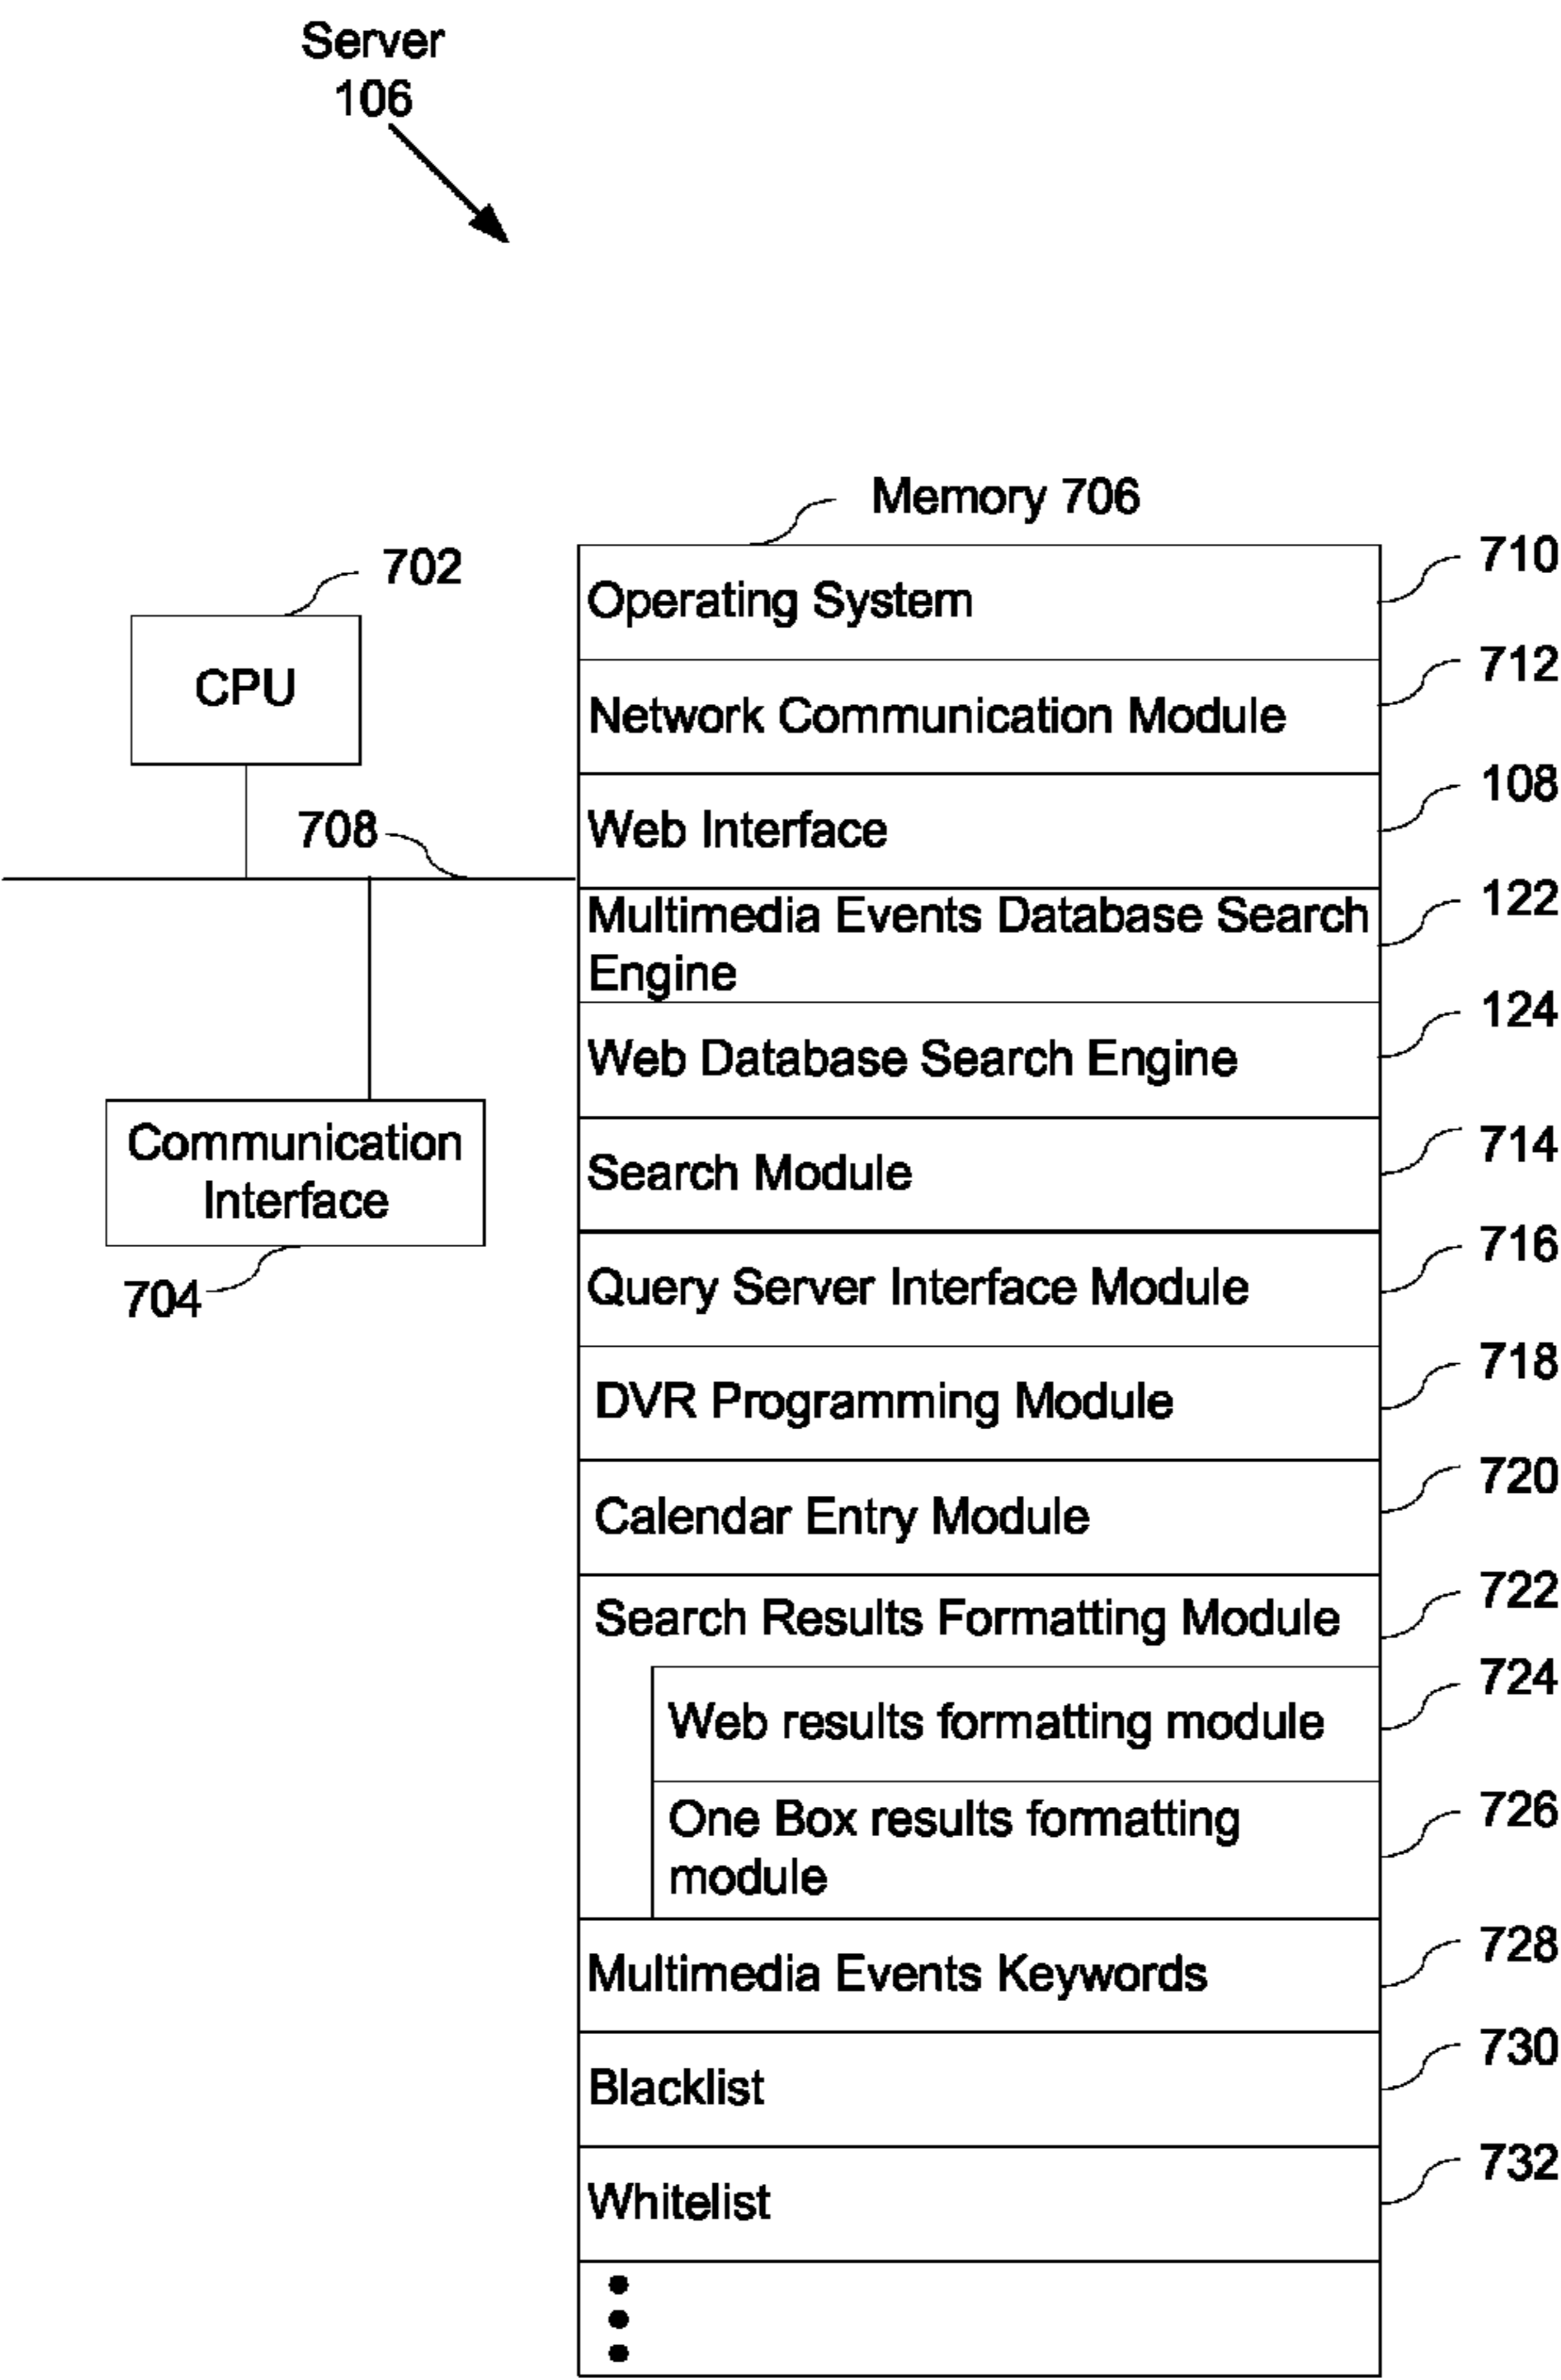 Server
106
Memory 706
702
CPU
708
Communication
Interface
704
Operating System
710
Network Communication Module
712
Web Interface
108
Multimedia Events Database Search
Engine
122
Web Database Search Engine
124
Search Module
714
Query Server Interface Module
716
DVR Programming Module
718
Calendar Entry Module
720
Search Results Formatting Module
722
Web results formatting module
724
One Box results formatting
module
726
Multimedia Events Keywords
728
Blacklist
730
Whitelist
732